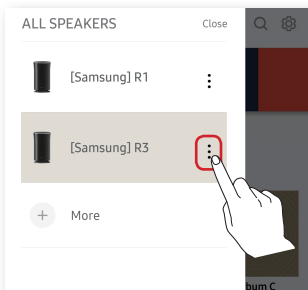 ALL SPEAKERS Close
[Samsung] R1
[Samsung] R3
+ More
bum C